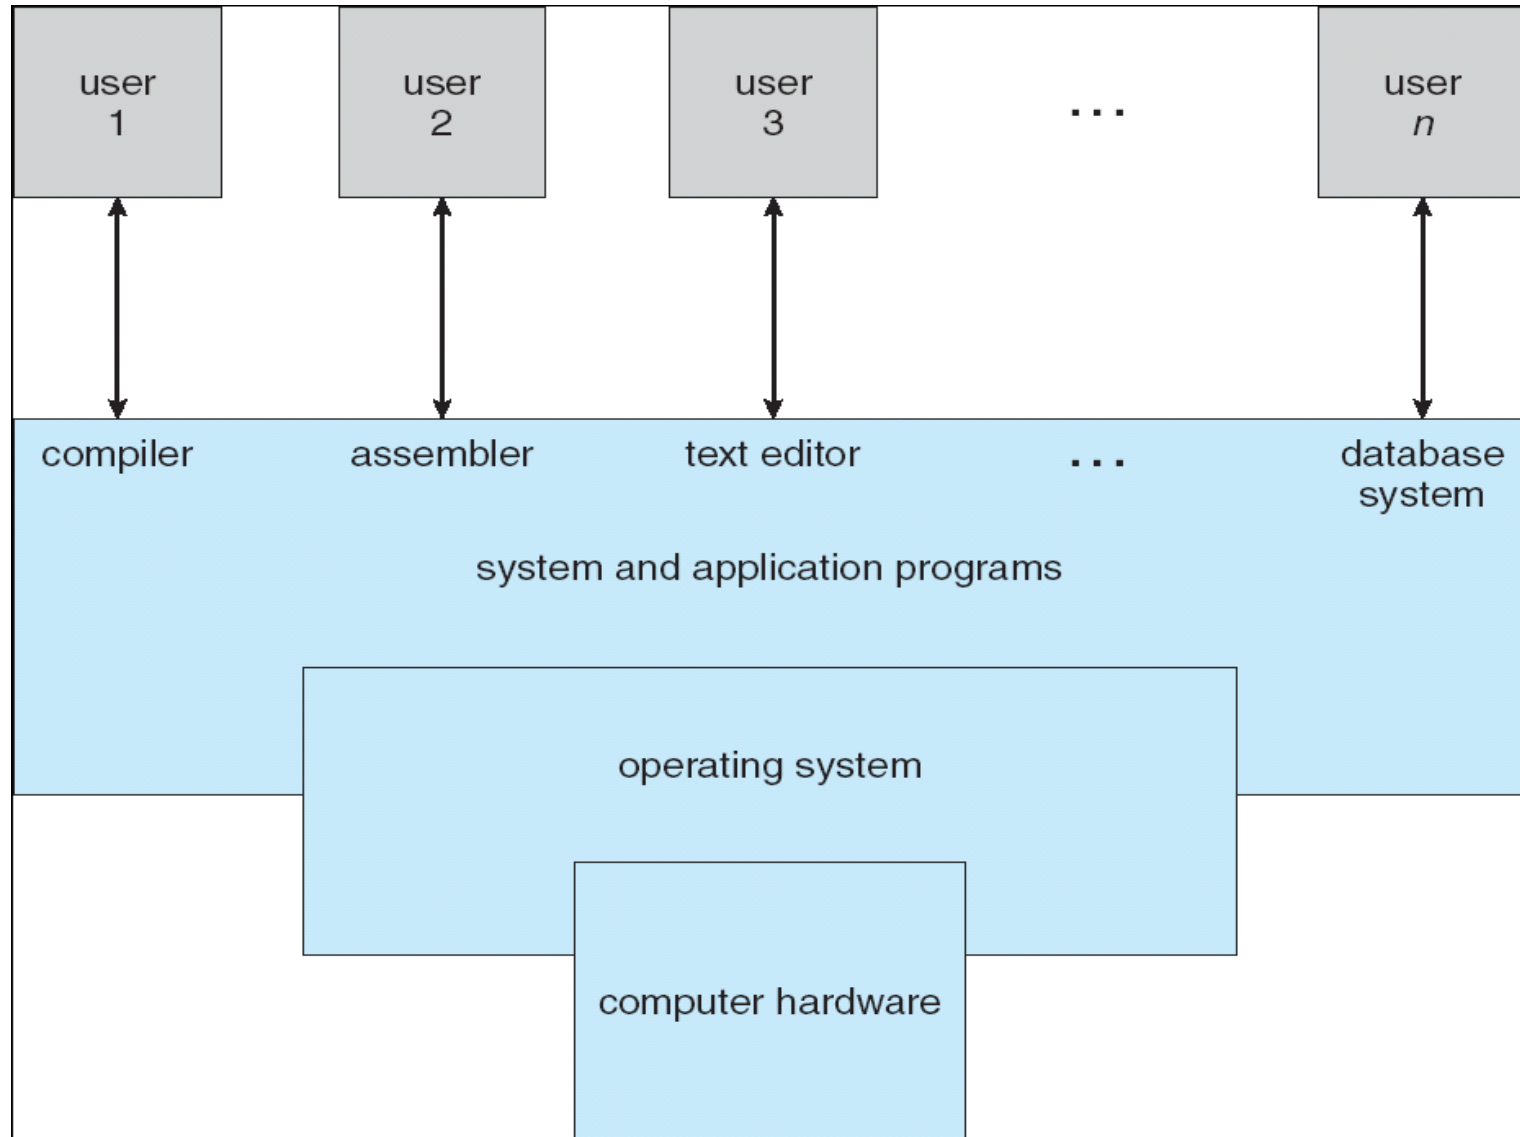 user
1
user
2
user
3
...
user
n
compiler
assembler
text editor
...
database
system
system and application programs
operating system
computer hardware